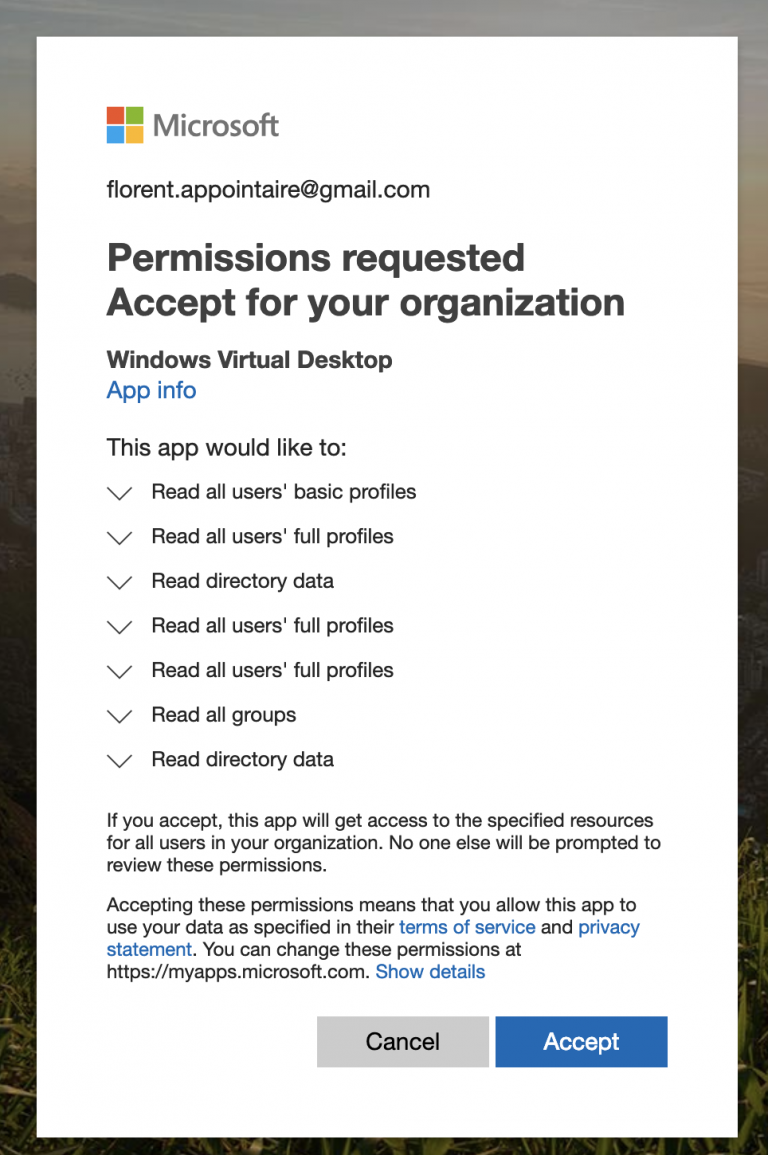 Microsoft
florent.appointaire@gmail.com
Permissions requested
Accept for your organization
Windows Virtual Desktop
App info
This app would like to:
Read all users' basic profiles
Read all users' full profiles
Read directory data
Read all users' full profiles
Read all users' full profiles
Read all groups
Read directory data
If you accept, this app will get access to the specified resources
for all users in your organization. No one else will be prompted to
review these permissions.
Accepting these permissions means that you allow this app to
use your data as specified in their terms of service and privacy
statement. You can change these permissions at
https://myapps.microsoft.com. Show details
Cancel Accept